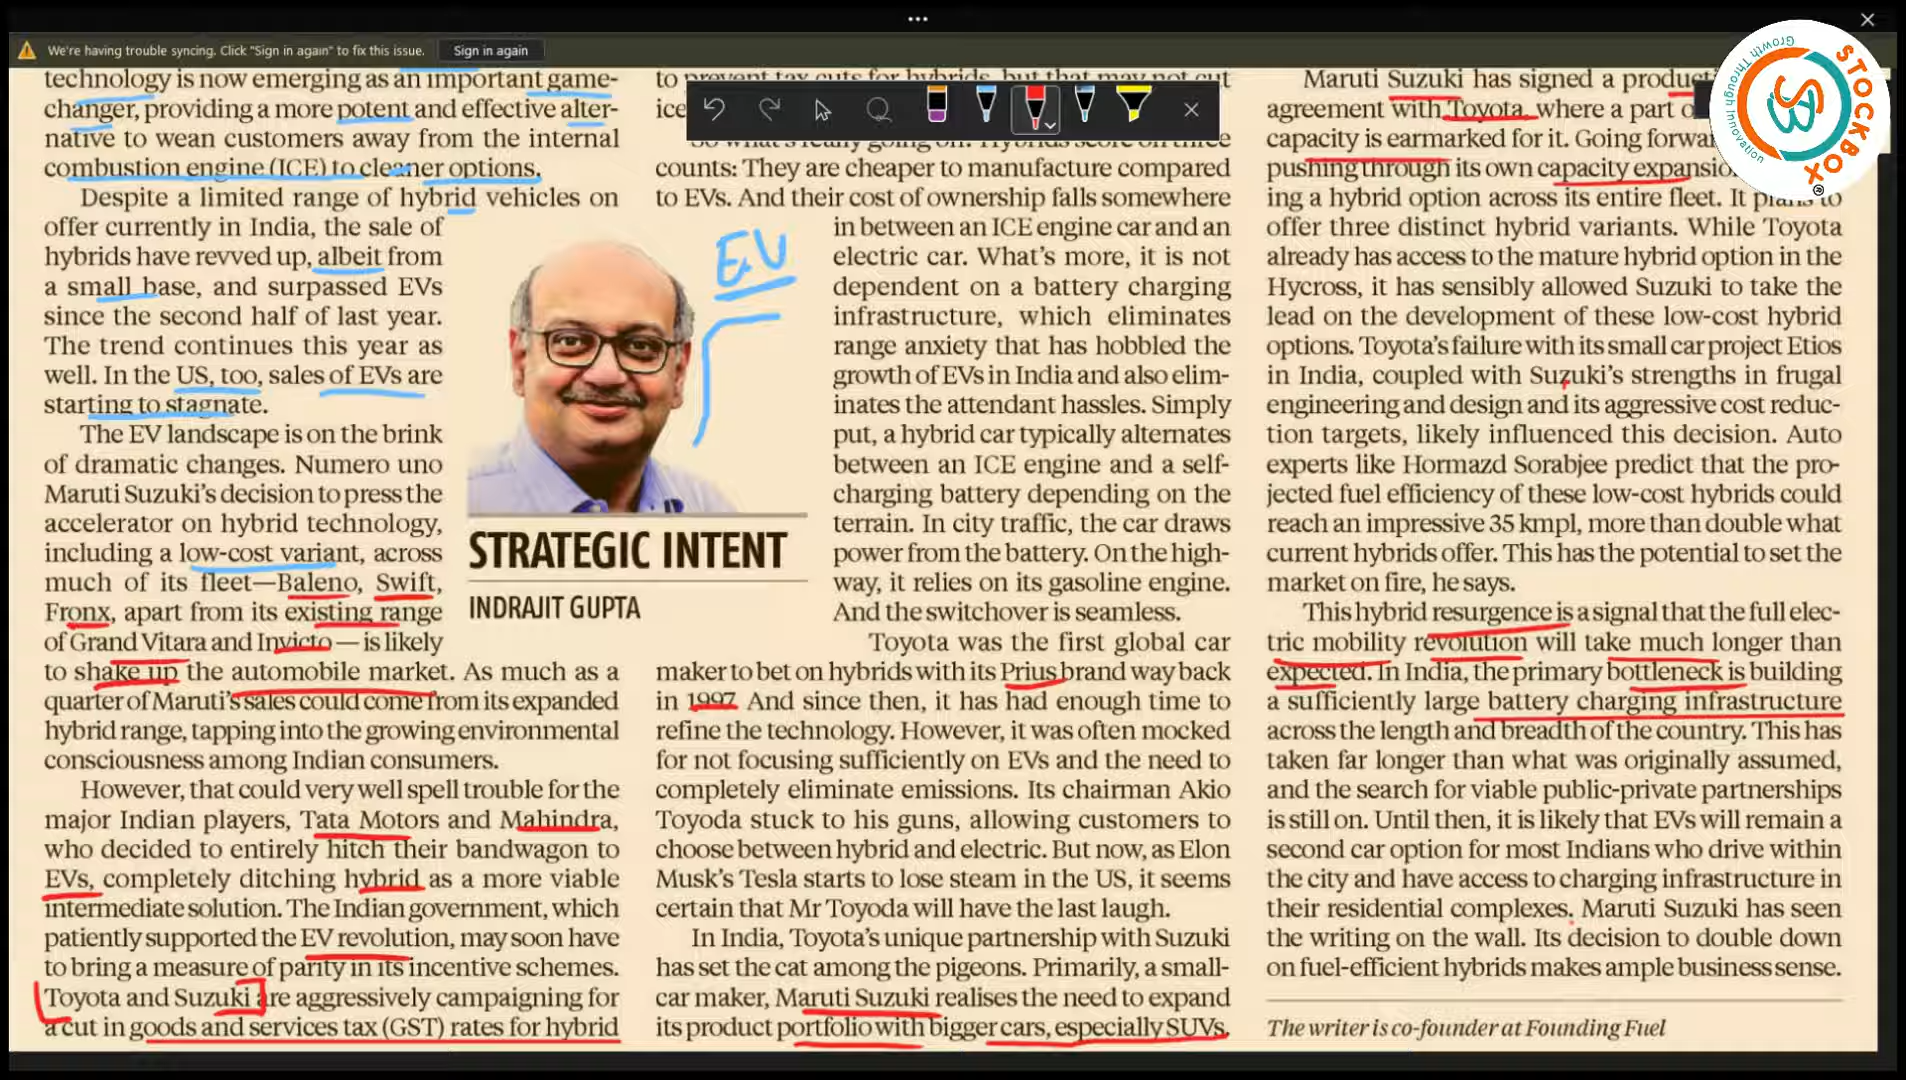 We're having trouble syncing. Click "Sign in again" to fix this issue.
Sign in again
STOCKBOX
Growth Through Innovation
SB
®
technology is now emerging as an important game-
changer, providing a more potent and effective alter-
native to wean customers away from the internal
combustion engine (ICE) to cleaner options.
Despite a limited range of hybrid vehicles on
offer currently in India, the sale of
hybrids have revved up, albeit from
a small base, and surpassed EVs
since the second half of last year.
The trend continues this year as
well. In the US, too, sales of EVs are
starting to stagnate.
The EV landscape is on the brink
of dramatic changes. Numero uno
Maruti Suzuki's decision to press the
accelerator on hybrid technology,
including a low-cost variant, across
much of its fleet—Baleno, Swift,
Fronx, apart from its existing range
of Grand Vitara and Invicto — is likely
to shake up the automobile market. As much as a
quarter of Maruti's sales could come from its expanded
hybrid range, tapping into the growing environmental
consciousness among Indian consumers.
However, that could very well spell trouble for the
major Indian players, Tata Motors and Mahindra,
who decided to entirely hitch their bandwagon to
EVs, completely ditching hybrid as a more viable
intermediate solution. The Indian government, which
patiently supported the EV revolution, may soon have
to bring a measure of parity in its incentive schemes.
Toyota and Suzuki are aggressively campaigning for
a cut in goods and services tax (GST) rates for hybrid
EV
STRATEGIC INTENT
INDRAJIT GUPTA
to prevent tax cuts for hybrids, but that may not cut
ice
So what's really going on? Hybrids score on three
counts: They are cheaper to manufacture compared
to EVs. And their cost of ownership falls somewhere
in between an ICE engine car and an
electric car. What's more, it is not
dependent on a battery charging
infrastructure, which eliminates
range anxiety that has hobbled the
growth of EVs in India and also elim-
inates the attendant hassles. Simply
put, a hybrid car typically alternates
between an ICE engine and a self-
charging battery depending on the
terrain. In city traffic, the car draws
power from the battery. On the high-
way, it relies on its gasoline engine.
And the switchover is seamless.
Toyota was the first global car
maker to bet on hybrids with its Prius brand way back
in 1997. And since then, it has had enough time to
refine the technology. However, it was often mocked
for not focusing sufficiently on EVs and the need to
completely eliminate emissions. Its chairman Akio
Toyoda stuck to his guns, allowing customers to
choose between hybrid and electric. But now, as Elon
Musk's Tesla starts to lose steam in the US, it seems
certain that Mr Toyoda will have the last laugh.
In India, Toyota's unique partnership with Suzuki
has set the cat among the pigeons. Primarily, a small-
car maker, Maruti Suzuki realises the need to expand
its product portfolio with bigger cars, especially SUVs.
Maruti Suzuki has signed a product
agreement with Toyota, where a part o
capacity is earmarked for it. Going forwa
pushing through its own capacity expansio
ing a hybrid option across its entire fleet. It plans to
offer three distinct hybrid variants. While Toyota
already has access to the mature hybrid option in the
Hycross, it has sensibly allowed Suzuki to take the
lead on the development of these low-cost hybrid
options. Toyota's failure with its small car project Etios
in India, coupled with Suzuki's strengths in frugal
engineering and design and its aggressive cost reduc-
tion targets, likely influenced this decision. Auto
experts like Hormazd Sorabjee predict that the pro-
jected fuel efficiency of these low-cost hybrids could
reach an impressive 35 kmpl, more than double what
current hybrids offer. This has the potential to set the
market on fire, he says.
This hybrid resurgence is a signal that the full elec-
tric mobility revolution will take much longer than
expected. In India, the primary bottleneck is building
a sufficiently large battery charging infrastructure
across the length and breadth of the country. This has
taken far longer than what was originally assumed,
and the search for viable public-private partnerships
is still on. Until then, it is likely that EVs will remain a
second car option for most Indians who drive within
the city and have access to charging infrastructure in
their residential complexes. Maruti Suzuki has seen
the writing on the wall. Its decision to double down
on fuel-efficient hybrids makes ample business sense.
The writer is co-founder at Founding Fuel